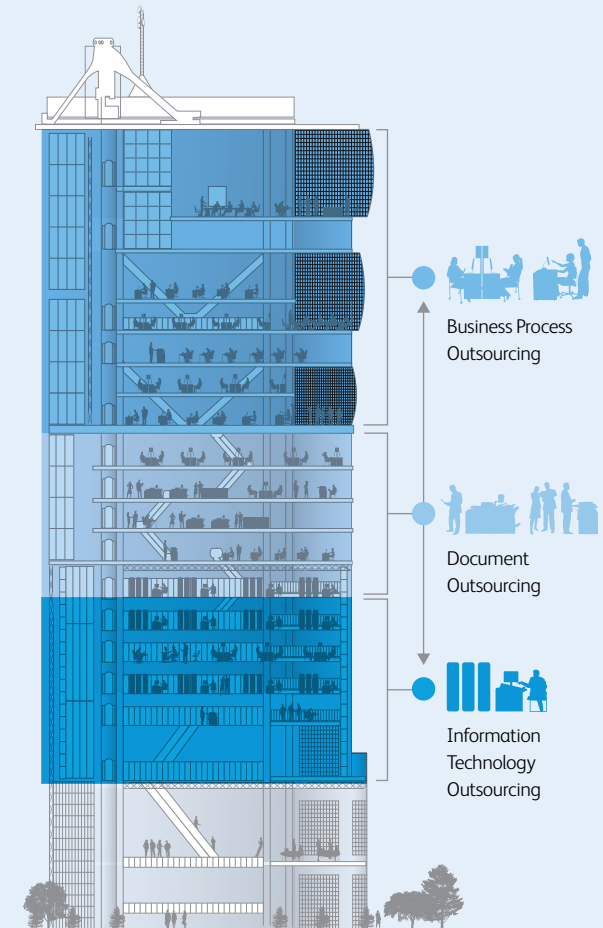 Business Process
Outsourcing
Document
Outsourcing
Information
Technology
Outsourcing